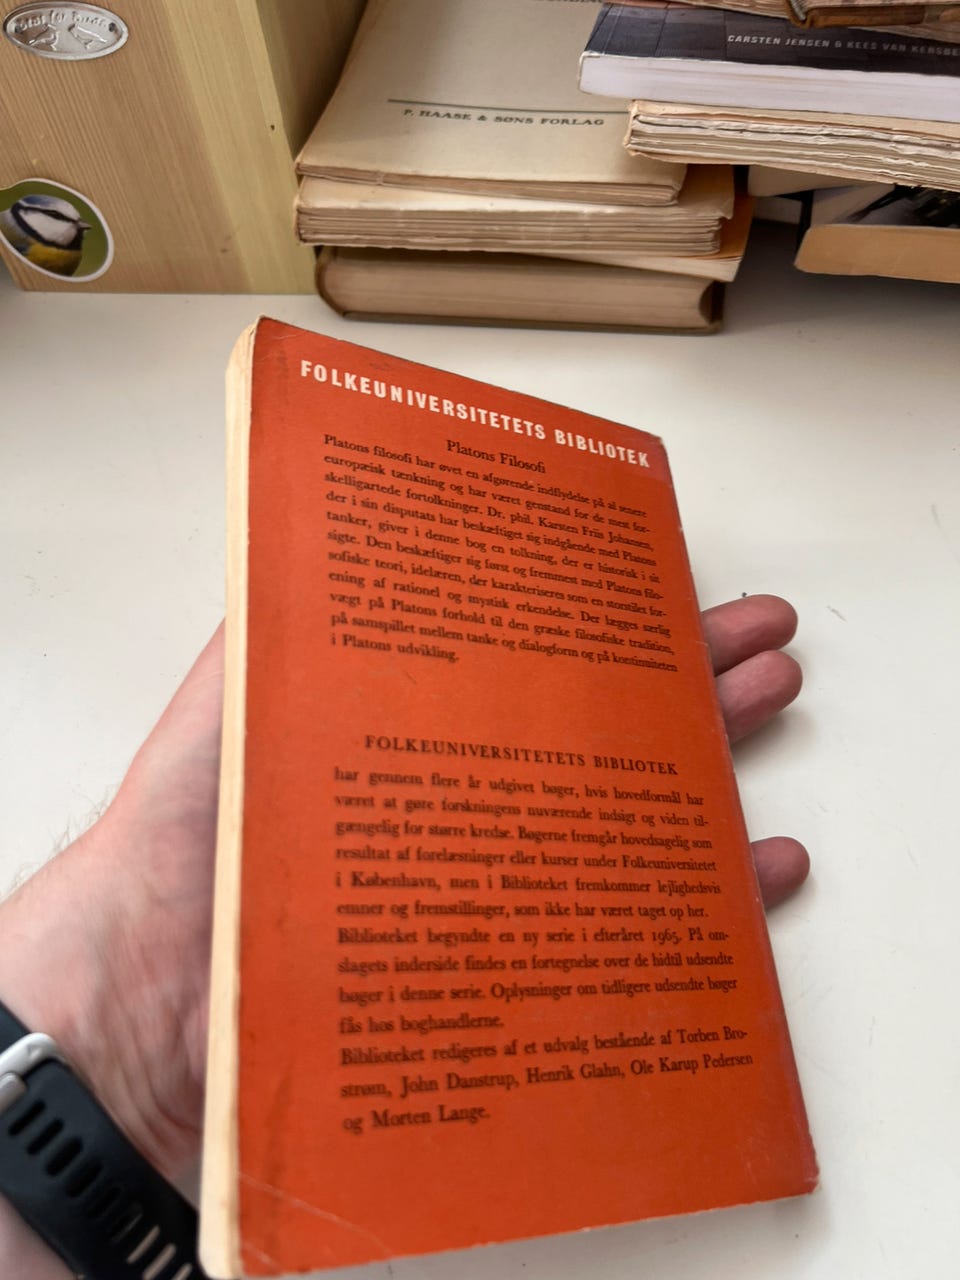 Fokus for Fugle
P. HAASE & SØNS FORLAG
CARSTEN JENSEN & KEES VAN KERSBE
FOLKEUNIVERSITETETS BIBLIOTEK
Platons Filosofi
Platons filosofi har øvet en afgørende indflydelse på al senere
europæisk tænkning og har været genstand for de mest for-
skelligartede fortolkninger. Dr. phil. Karsten Friis Johansen,
der i sin disputats har beskæftiget sig indgående med Platons
tanker, giver i denne bog en tolkning, der er historisk i sit
sigte. Den beskæftiger sig først og fremmest med Platons filo-
sofiske teori, idelæren, der karakteriseres som en storstilet for-
ening af rationel og mystisk erkendelse. Der lægges særlig
vægt på Platons forhold til den græske filosofiske tradition,
på samspillet mellem tanke og dialogform og på kontinuiteten
i Platons udvikling.
FOLKEUNIVERSITETETS BIBLIOTEK
har gennem flere år udgivet bøger, hvis hovedformål har
været at gøre forskningens nuværende indsigt og viden til-
gængelig for større kredse. Bøgerne fremgår hovedsagelig som
resultat af forelæsninger eller kurser under Folkeuniversitetet
i København, men i Biblioteket fremkommer lejlighedsvis
emner og fremstillinger, som ikke har været taget op her.
Biblioteket begyndte en ny serie i efteråret 1965. På om-
slagets inderside findes en fortegnelse over de hidtil udsendte
bøger i denne serie. Oplysninger om tidligere udsendte bøger
fås hos boghandlerne.
Biblioteket redigeres af et udvalg bestående af Torben Bro-
strøm, John Danstrup, Henrik Glahn, Ole Karup Pedersen
og Morten Lange.